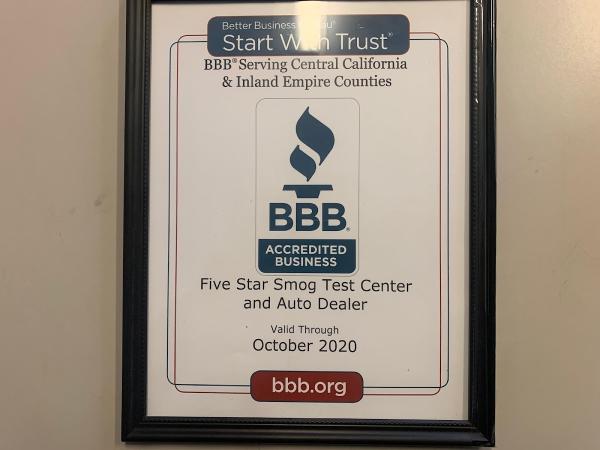 Better Business
Start With Trust®
BBB® Serving Central California
& Inland Empire Counties
BBB®
ACCREDITED
BUSINESS
Five Star Smog Test Center
and Auto Dealer
Valid Through
October 2020
bbb.org